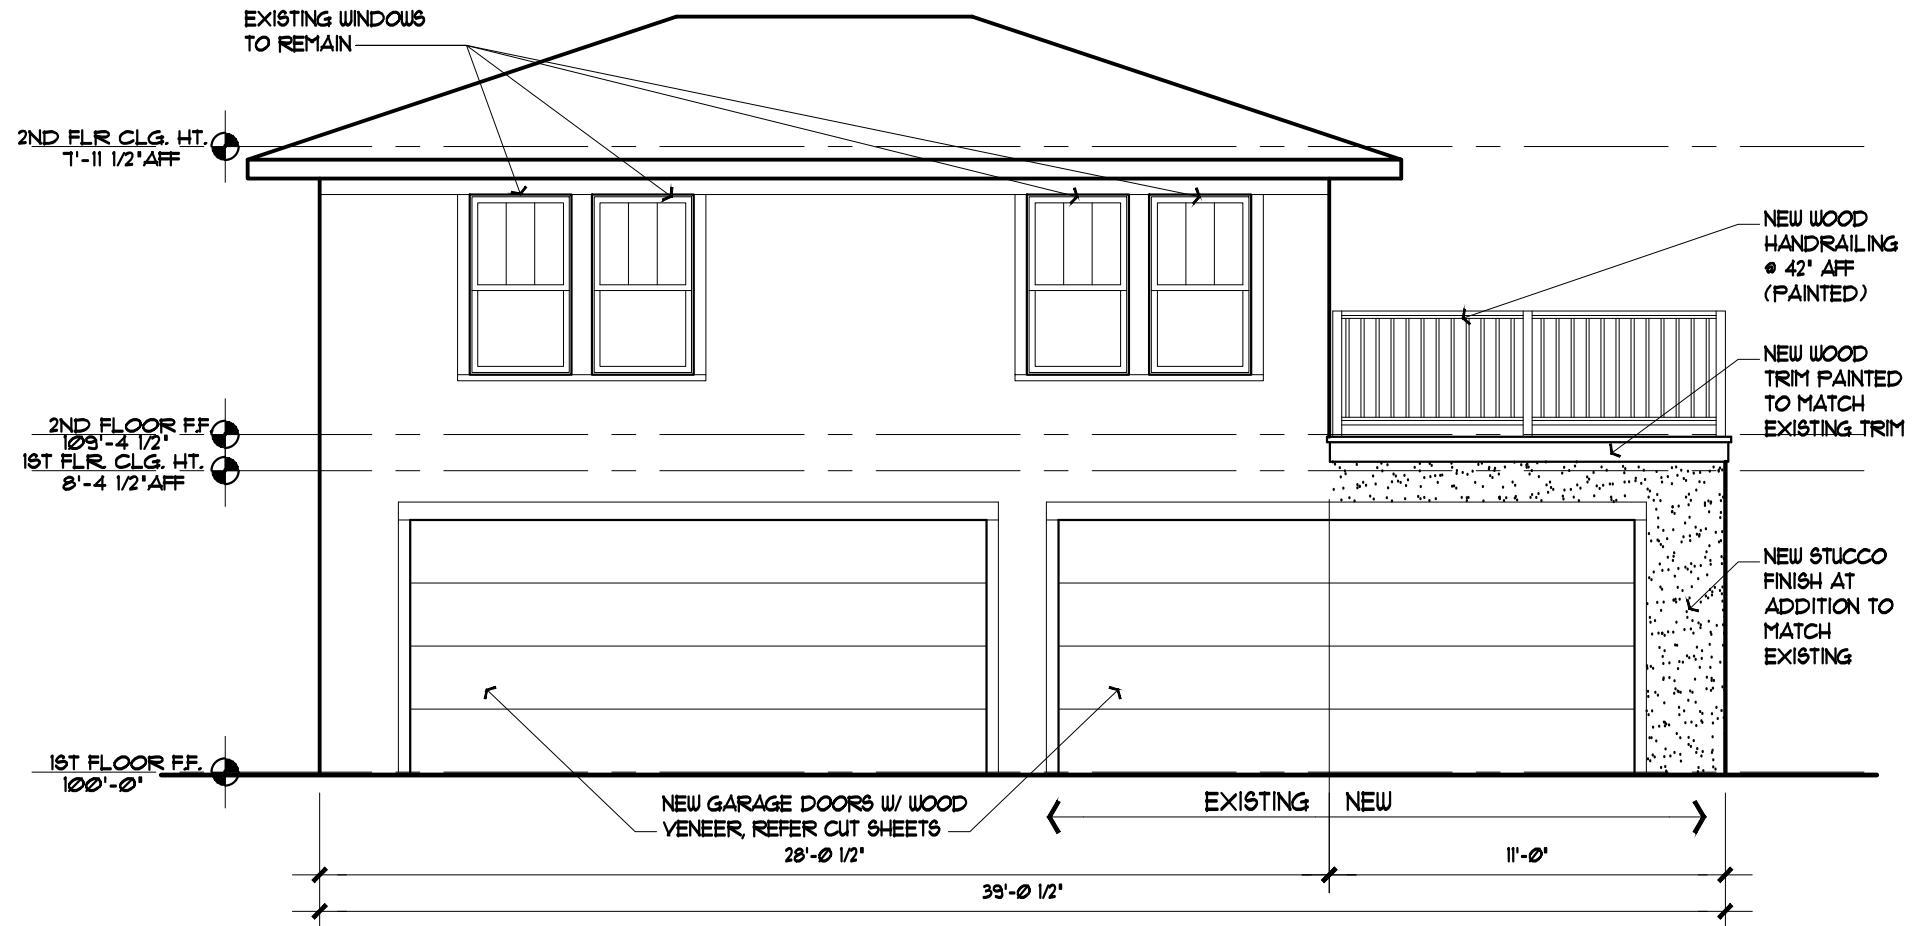 EXISTING WINDOWS
TO REMAIN
2ND FLR CLG. HT.
7'-11 1/2" AFF
NEW WOOD
HANDRAILING
@ 42" AFF
(PAINTED)
NEW WOOD
TRIM PAINTED
TO MATCH
EXISTING TRIM
2ND FLOOR F.F.
109'-4 1/2"
1ST FLR CLG. HT.
8'-4 1/2" AFF
NEW STUCCO
FINISH AT
ADDITION TO
MATCH
EXISTING
1ST FLOOR F.F.
100'-0"
NEW GARAGE DOORS W/ WOOD
VENEER, REFER CUT SHEETS
EXISTING NEW
28'-0 1/2"
11'-0"
39'-0 1/2"